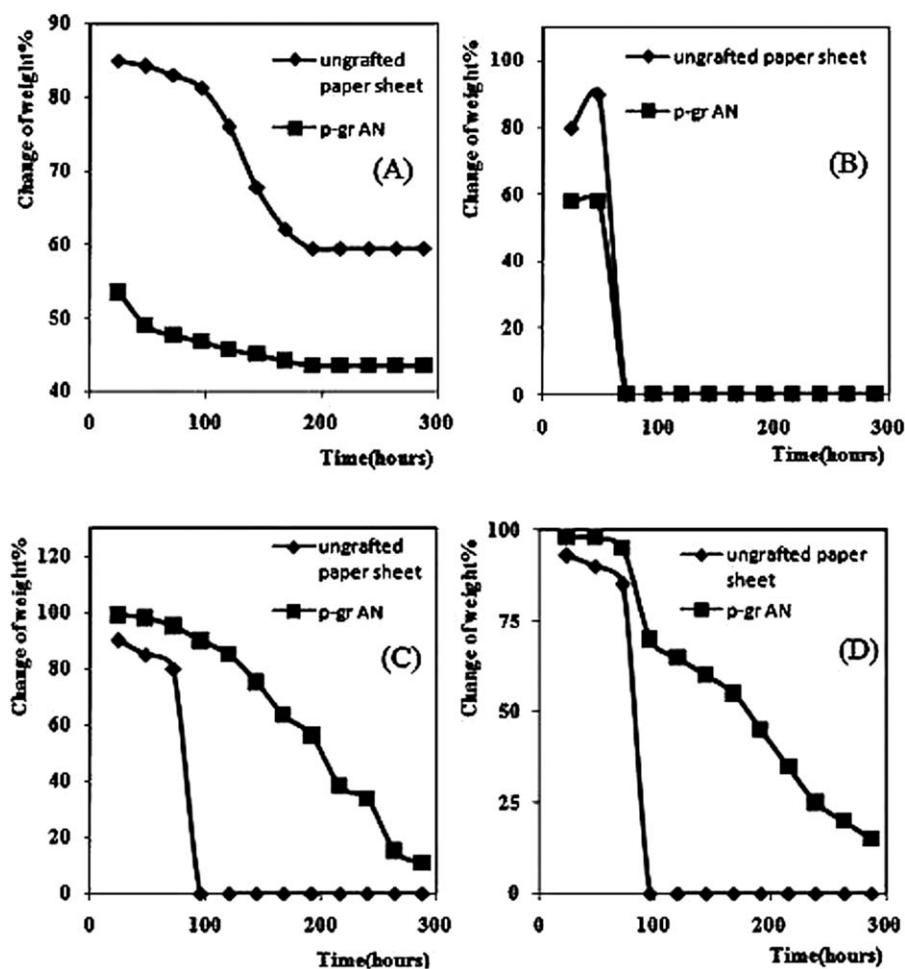 Change of weight%
90
80
70
60
50
40
0
100
200
300
Time(hours)
ungrafted
paper sheet
p-gr AN
(A)
Change of weight%
100
80
60
40
20
0
0
100
200
300
Time(hours)
ungrafted paper sheet
p-gr AN
(B)
Change of weight%
120
100
80
60
40
20
0
0
100
200
300
Time(hours)
ungrafted
paper sheet
p-gr AN
(C)
Change of weight%
100
75
50
25
0
0
100
200
300
Time(hours)
ungrafted paper
sheet
p-gr AN
(D)